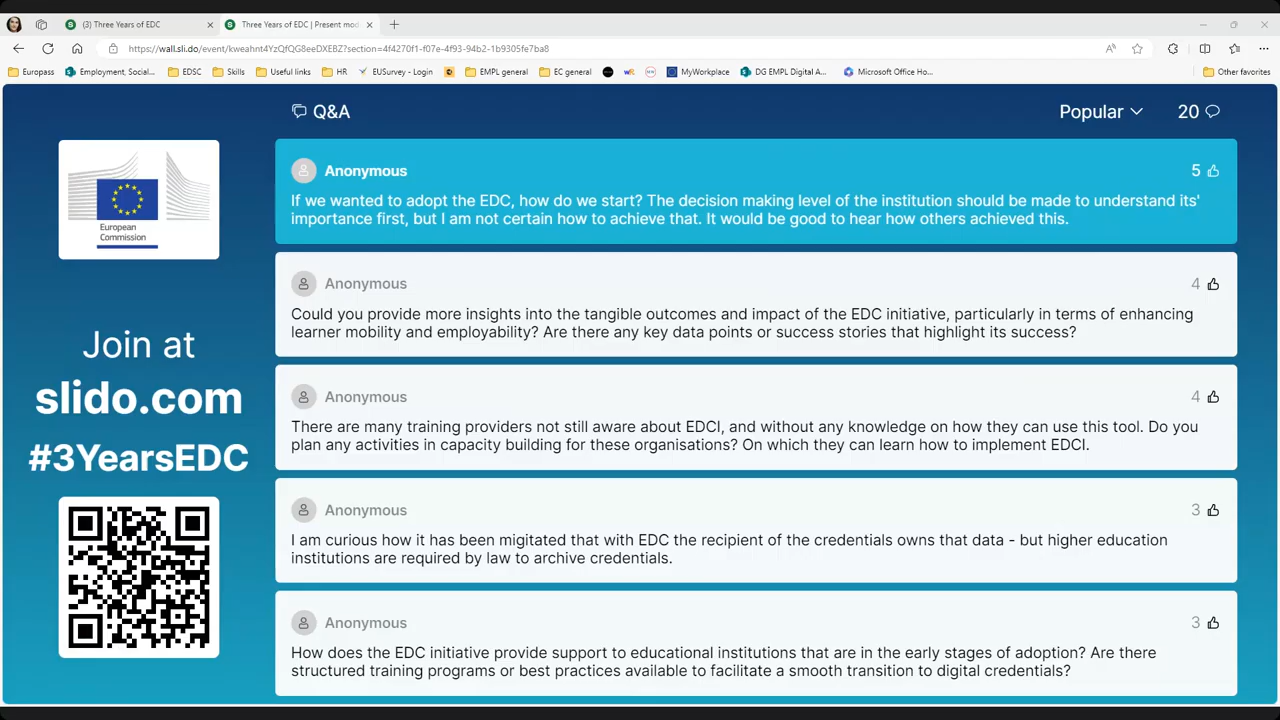 (3) Three Years of EDC
Three Years of EDC | Present mod
https://wall.sli.do/event/kweahnt4YzQfQG8eeDXEBZ?section=4f4270f1-f07e-4f93-94b2-1b9305fe7ba8
Europass
Employment, Social...
EDSC
Skills
Useful links
HR
EUSurvey - Login
EMPL general
EC general
MyWorkplace
DG EMPL Digital A...
Microsoft Office Ho...
Other favorites
Q&A
Popular
20
European
Commission
Join at
slido.com
#3YearsEDC
Anonymous
5
If we wanted to adopt the EDC, how do we start? The decision making level of the institution should be made to understand its'
importance first, but I am not certain how to achieve that. It would be good to hear how others achieved this.
Anonymous
4
Could you provide more insights into the tangible outcomes and impact of the EDC initiative, particularly in terms of enhancing
learner mobility and employability? Are there any key data points or success stories that highlight its success?
Anonymous
4
There are many training providers not still aware about EDCI, and without any knowledge on how they can use this tool. Do you
plan any activities in capacity building for these organisations? On which they can learn how to implement EDCI.
Anonymous
3
I am curious how it has been migitated that with EDC the recipient of the credentials owns that data - but higher education
institutions are required by law to archive credentials.
Anonymous
3
How does the EDC initiative provide support to educational institutions that are in the early stages of adoption? Are there
structured training programs or best practices available to facilitate a smooth transition to digital credentials?